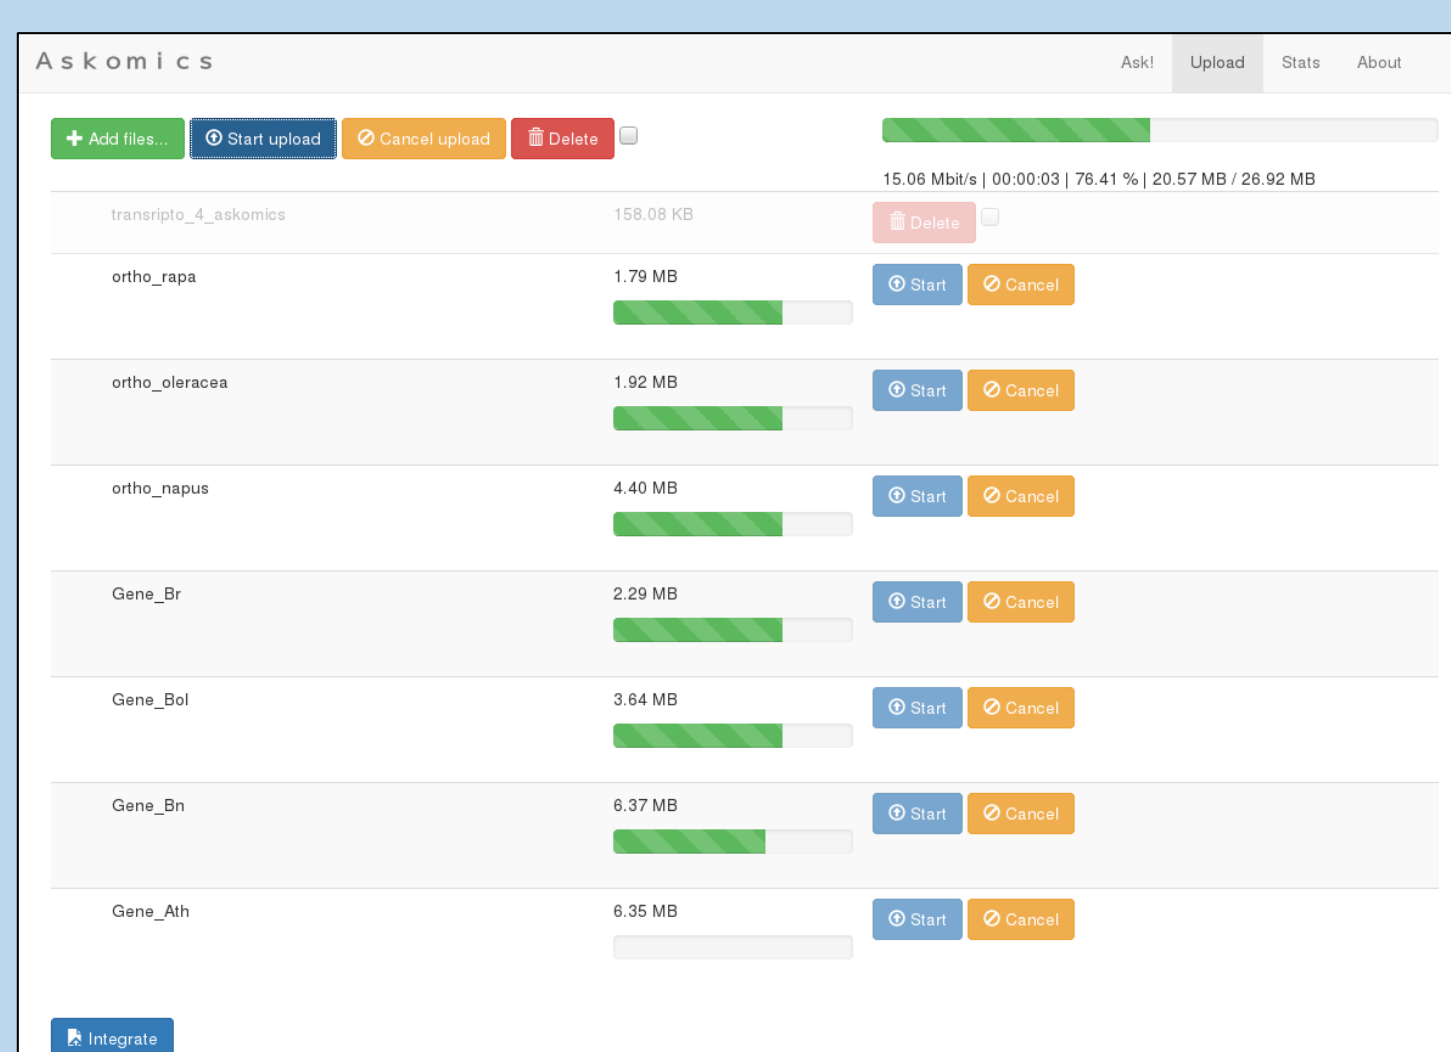 Askomics
Ask! Upload Stats About
Add files... Start upload Cancel upload Delete
15.06 Mbit/s | 00:00:03 | 76.41 % | 20.57 MB / 26.92 MB
transripto_4_askomics 158.08 KB Delete
ortho_rapa 1.79 MB Start Cancel
ortho_oleracea 1.92 MB Start Cancel
ortho_napus 4.40 MB Start Cancel
Gene_Br 2.29 MB Start Cancel
Gene_Bol 3.64 MB Start Cancel
Gene_Bn 6.37 MB Start Cancel
Gene_Ath 6.35 MB Start Cancel
Integrate